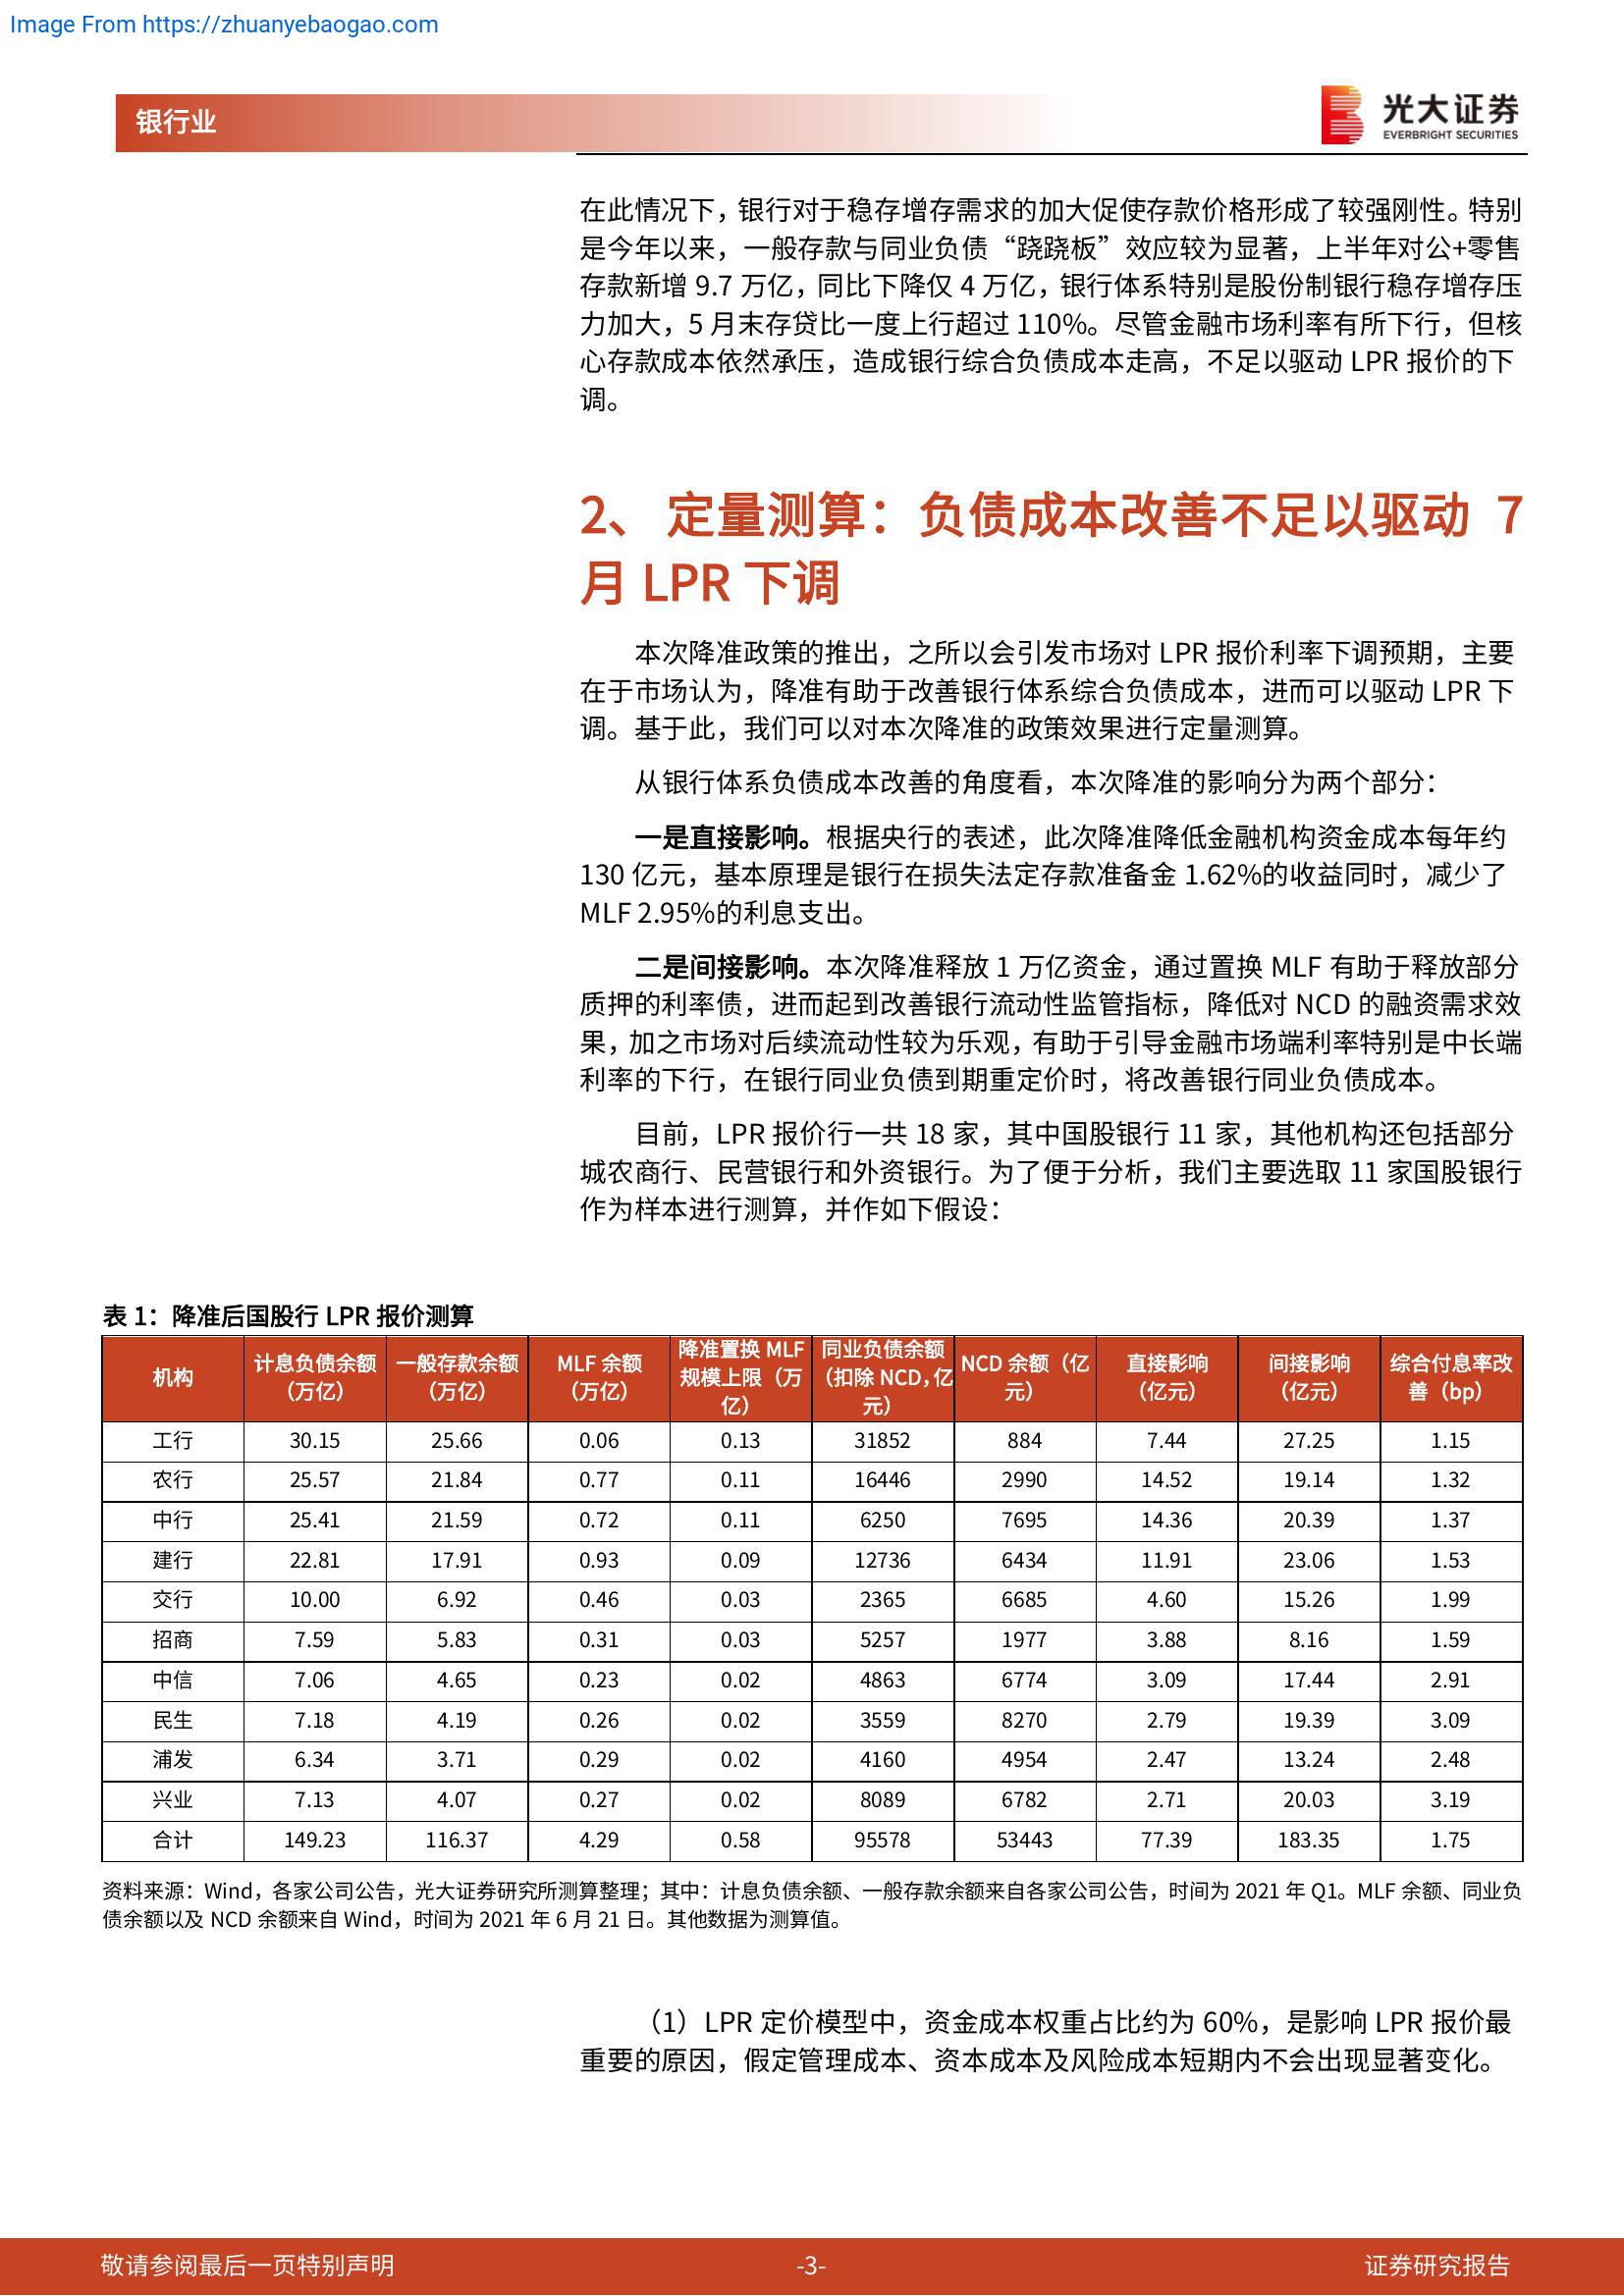 Image From https://zhuanyebaogao.com
银行业
光大证券
EVERBRIGHT SECURITIES
在此情况下，银行对于稳存增存需求的加大促使存款价格形成了较强刚性。特别
是今年以来，一般存款与同业负债“跷跷板”效应较为显著，上半年对公+零售
存款新增 9.7 万亿，同比下降仅 4 万亿，银行体系特别是股份制银行稳存增存压
力加大，5 月末存贷比一度上行超过 110%。尽管金融市场利率有所下行，但核
心存款成本依然承压，造成银行综合负债成本走高，不足以驱动 LPR 报价的下
调。
2、 定量测算：负债成本改善不足以驱动 7
月 LPR 下调
本次降准政策的推出，之所以会引发市场对 LPR 报价利率下调预期，主要
在于市场认为，降准有助于改善银行体系综合负债成本，进而可以驱动 LPR 下
调。基于此，我们可以对本次降准的政策效果进行定量测算。
从银行体系负债成本改善的角度看，本次降准的影响分为两个部分：
一是直接影响。根据央行的表述，此次降准降低金融机构资金成本每年约
130 亿元，基本原理是银行在损失法定存款准备金 1.62%的收益同时，减少了
MLF 2.95%的利息支出。
二是间接影响。本次降准释放 1 万亿资金，通过置换 MLF 有助于释放部分
质押的利率债，进而起到改善银行流动性监管指标，降低对 NCD 的融资需求效
果，加之市场对后续流动性较为乐观，有助于引导金融市场端利率特别是中长端
利率的下行，在银行同业负债到期重定价时，将改善银行同业负债成本。
目前，LPR 报价行一共 18 家，其中国股银行 11 家，其他机构还包括部分
城农商行、民营银行和外资银行。为了便于分析，我们主要选取 11 家国股银行
作为样本进行测算，并作如下假设：
表 1：降准后国股行 LPR 报价测算
机构 计息负债余额（万亿） 一般存款余额（万亿） MLF 余额（万亿） 降准置换 MLF 规模上限（万亿） 同业负债余额（扣除 NCD，亿元） NCD 余额（亿元） 直接影响（亿元） 间接影响（亿元） 综合付息率改善（bp）
工行 30.15 25.66 0.06 0.13 31852 884 7.44 27.25 1.15
农行 25.57 21.84 0.77 0.11 16446 2990 14.52 19.14 1.32
中行 25.41 21.59 0.72 0.11 6250 7695 14.36 20.39 1.37
建行 22.81 17.91 0.93 0.09 12736 6434 11.91 23.06 1.53
交行 10.00 6.92 0.46 0.03 2365 6685 4.60 15.26 1.99
招商 7.59 5.83 0.31 0.03 5257 1977 3.88 8.16 1.59
中信 7.06 4.65 0.23 0.02 4863 6774 3.09 17.44 2.91
民生 7.18 4.19 0.26 0.02 3559 8270 2.79 19.39 3.09
浦发 6.34 3.71 0.29 0.02 4160 4954 2.47 13.24 2.48
兴业 7.13 4.07 0.27 0.02 8089 6782 2.71 20.03 3.19
合计 149.23 116.37 4.29 0.58 95578 53443 77.39 183.35 1.75
资料来源：Wind，各家公司公告，光大证券研究所测算整理；其中：计息负债余额、一般存款余额来自各家公司公告，时间为 2021 年 Q1。MLF 余额、同业负
债余额以及 NCD 余额来自 Wind，时间为 2021 年 6 月 21 日。其他数据为测算值。
（1）LPR 定价模型中，资金成本权重占比约为 60%，是影响 LPR 报价最
重要的原因，假定管理成本、资本成本及风险成本短期内不会出现显著变化。
敬请参阅最后一页特别声明
-3-
证券研究报告